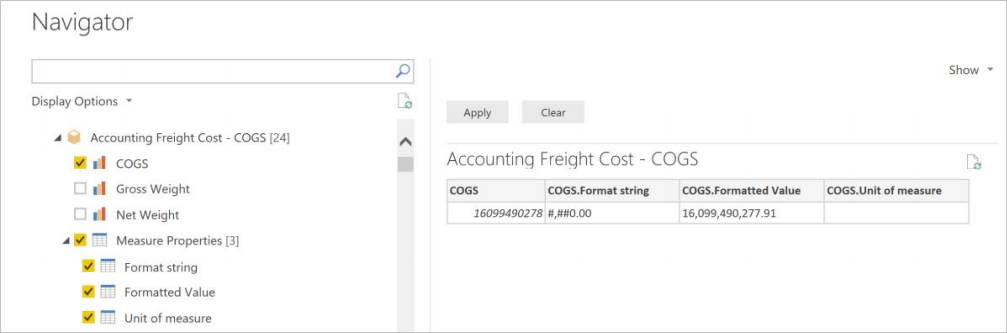 Navigator
Show
Display Options
Apply Clear
Accounting Freight Cost - COGS [24]
COGS
Gross Weight
Net Weight
Measure Properties [3]
Format string
Formatted Value
Unit of measure
Accounting Freight Cost - COGS
COGS COGS.Format string COGS.Formatted Value COGS.Unit of measure
16099490278 #,##0.00 16,099,490,277.91